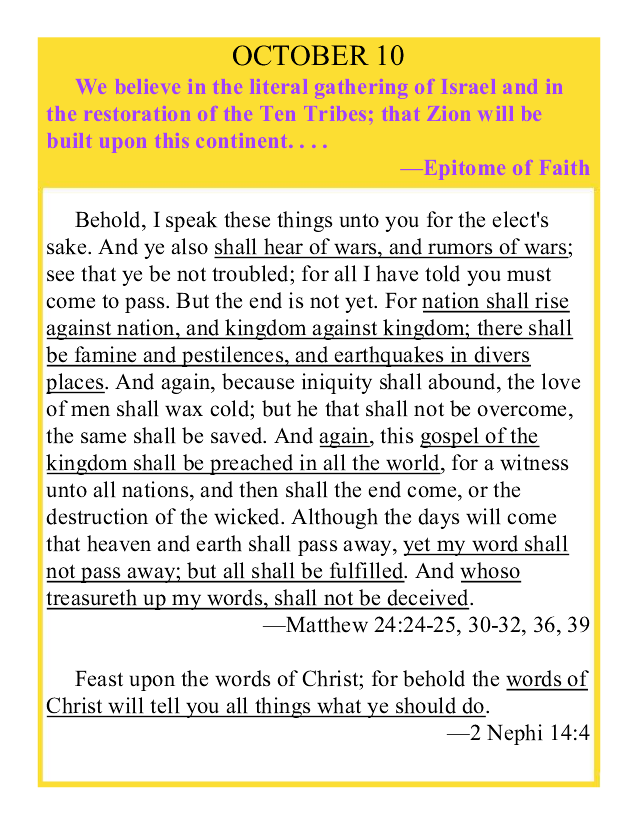 OCTOBER 10
We believe in the literal gathering of Israel and in
the restoration of the Ten Tribes; that Zion will be
built upon this continent. . . .
—Epitome of Faith
Behold, I speak these things unto you for the elect's
sake. And ye also shall hear of wars, and rumors of wars;
see that ye be not troubled; for all I have told you must
come to pass. But the end is not yet. For nation shall rise
against nation, and kingdom against kingdom; there shall
be famine and pestilences, and earthquakes in divers
places. And again, because iniquity shall abound, the love
of men shall wax cold; but he that shall not be overcome,
the same shall be saved. And again, this gospel of the
kingdom shall be preached in all the world, for a witness
unto all nations, and then shall the end come, or the
destruction of the wicked. Although the days will come
that heaven and earth shall pass away, yet my word shall
not pass away; but all shall be fulfilled. And whoso
treasureth up my words, shall not be deceived.
—Matthew 24:24-25, 30-32, 36, 39
Feast upon the words of Christ; for behold the words of
Christ will tell you all things what ye should do.
—2 Nephi 14:4